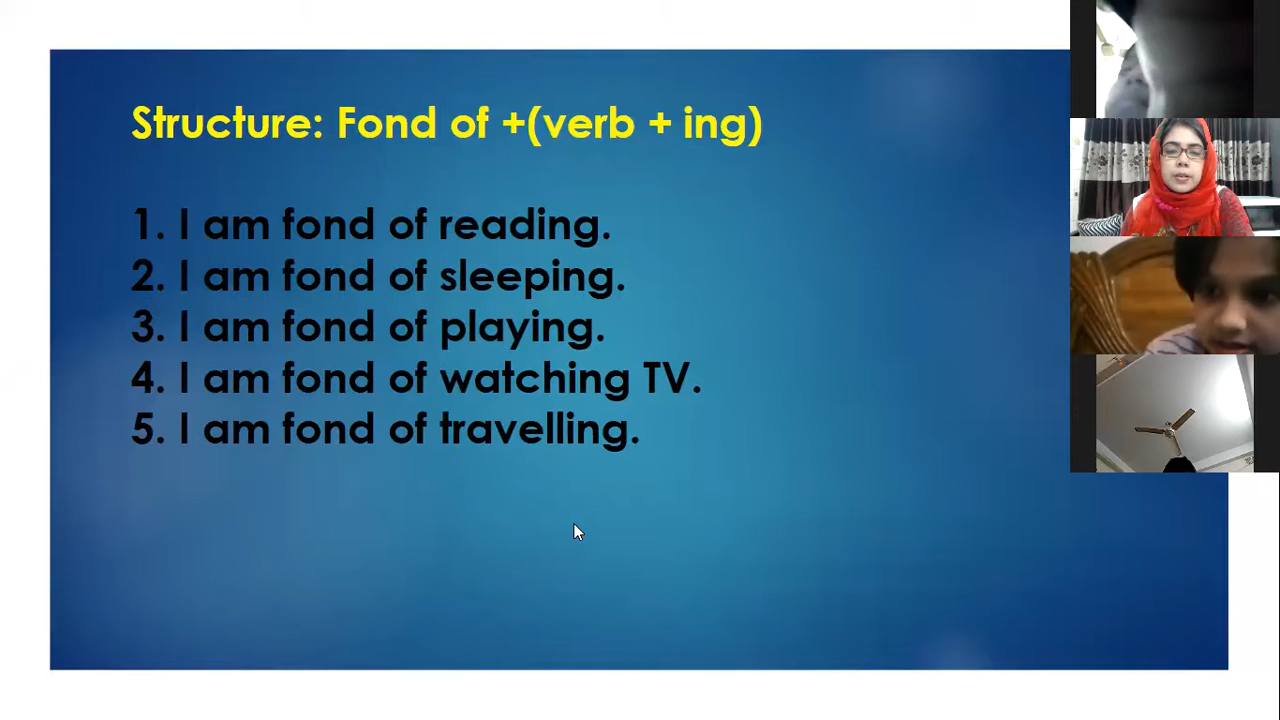 Structure: Fond of +(verb + ing)
1. I am fond of reading.
2. I am fond of sleeping.
3. I am fond of playing.
4. I am fond of watching TV.
5. I am fond of travelling.